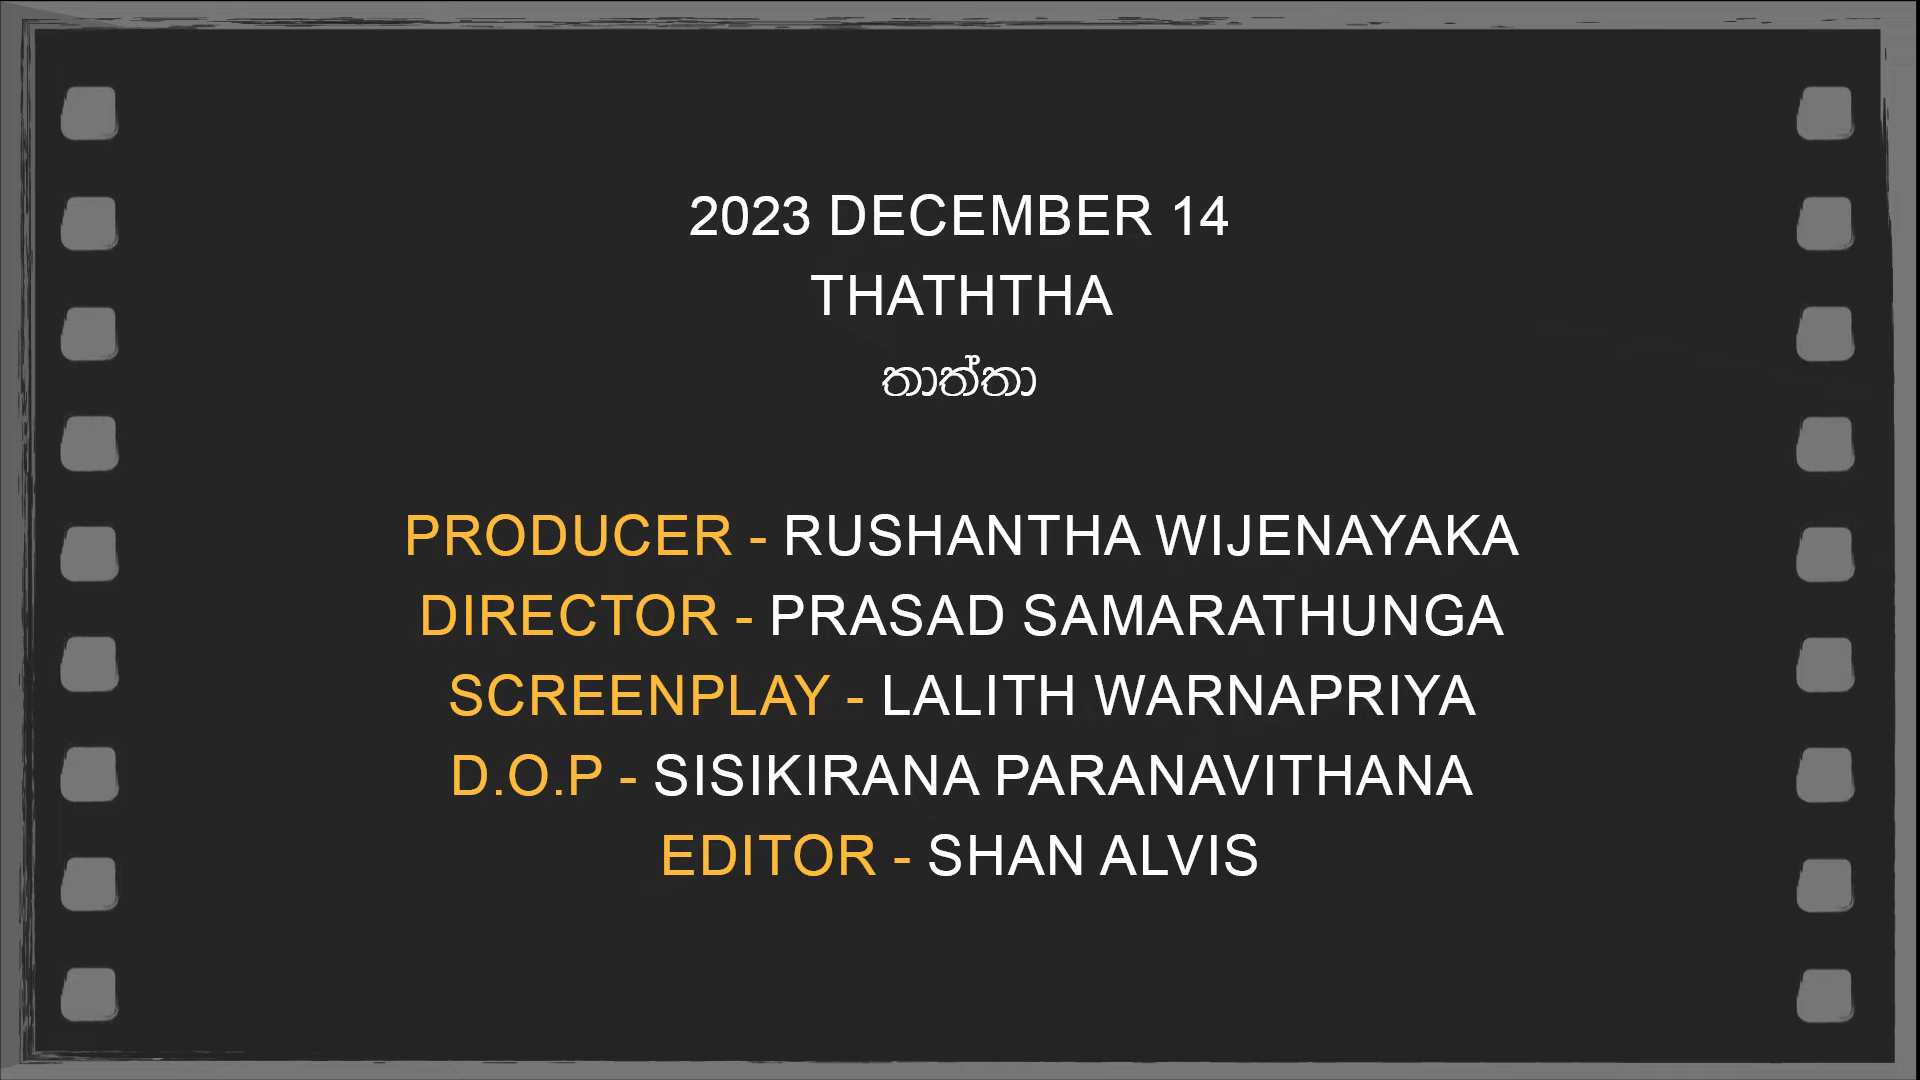 2023 DECEMBER 14
THATHTHA
තාත්තා
PRODUCER - RUSHANTHA WIJENAYAKA
DIRECTOR - PRASAD SAMARATHUNGA
SCREENPLAY - LALITH WARNAPRIYA
D.O.P - SISIKIRANA PARANAVITHANA
EDITOR - SHAN ALVIS